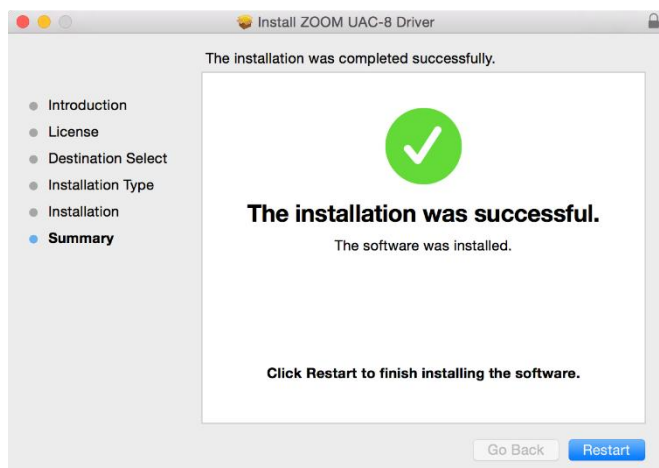 Install ZOOM UAC-8 Driver
The installation was completed successfully.
Introduction
License
Destination Select
Installation Type
Installation
Summary
The installation was successful.
The software was installed.
Click Restart to finish installing the software.
Go Back
Restart